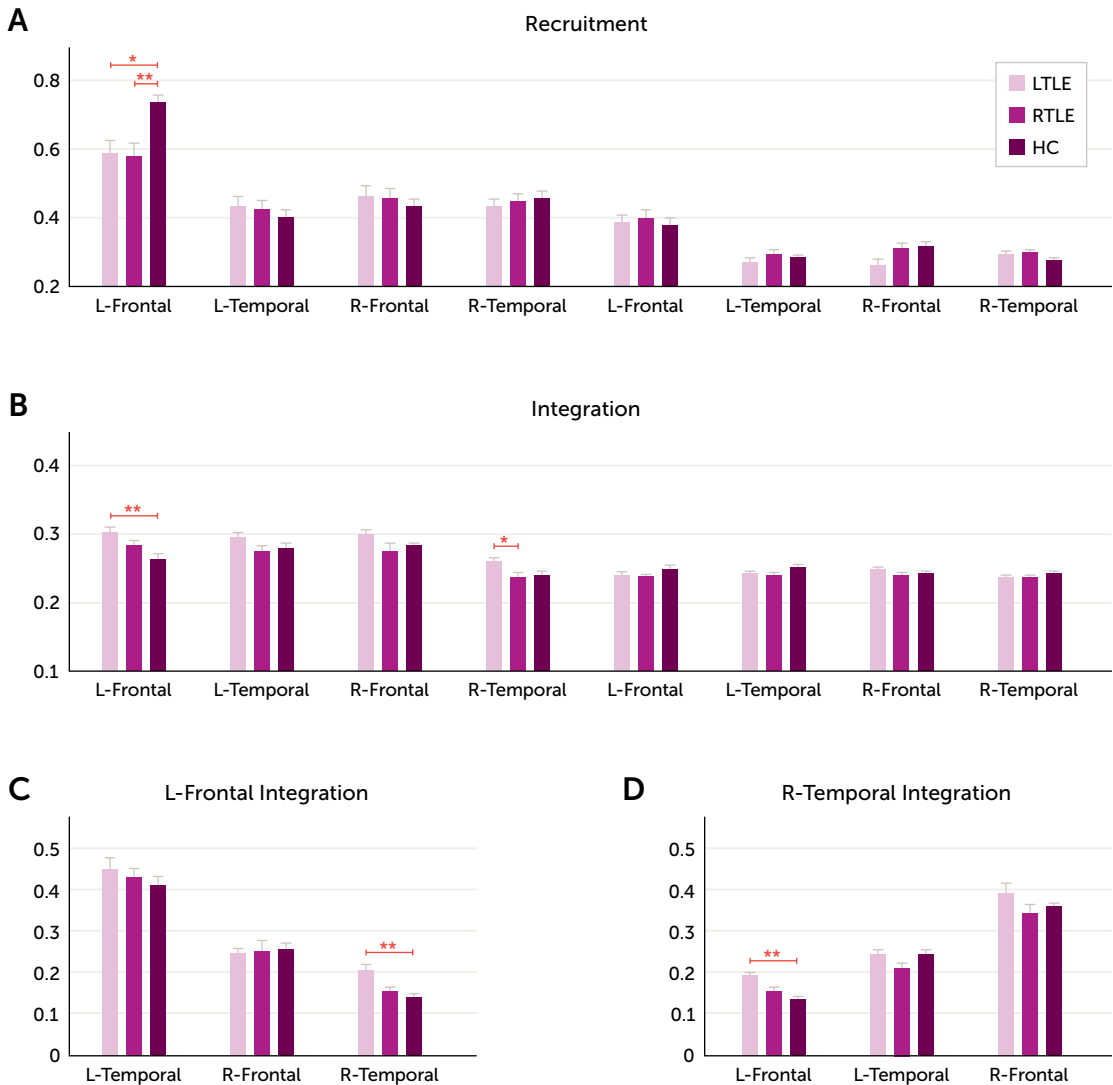 A
Recruitment
* 
**
0.8
0.6
0.4
0.2
LTLE
RTLE
HC
L-Frontal L-Temporal R-Frontal R-Temporal L-Frontal L-Temporal R-Frontal R-Temporal
B
Integration
0.4
0.3
0.2
0.1
**
*
L-Frontal L-Temporal R-Frontal R-Temporal L-Frontal L-Temporal R-Frontal R-Temporal
C
L-Frontal Integration
0.5
0.4
0.3
0.2
0.1
0
**
L-Temporal R-Frontal R-Temporal
D
R-Temporal Integration
0.5
0.4
0.3
0.2
0.1
0
**
L-Frontal L-Temporal R-Frontal